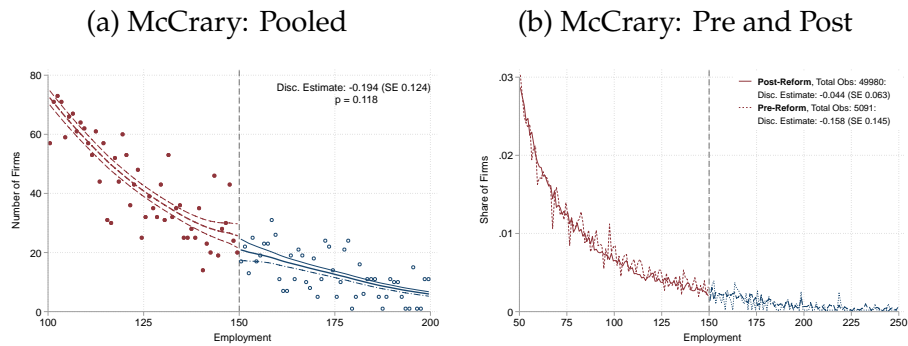 (a) McCrary: Pooled
Disc. Estimate: -0.194 (SE 0.124)
p = 0.118
Number of Firms
80
60
40
20
0
100
125
150
175
200
Employment
(b) McCrary: Pre and Post
Post-Reform, Total Obs: 49980:
Disc. Estimate: -0.044 (SE 0.063)
Pre-Reform, Total Obs: 5091:
Disc. Estimate: -0.158 (SE 0.145)
Share of Firms
.03
.02
.01
0
50
75
100
125
150
175
200
225
250
Employment